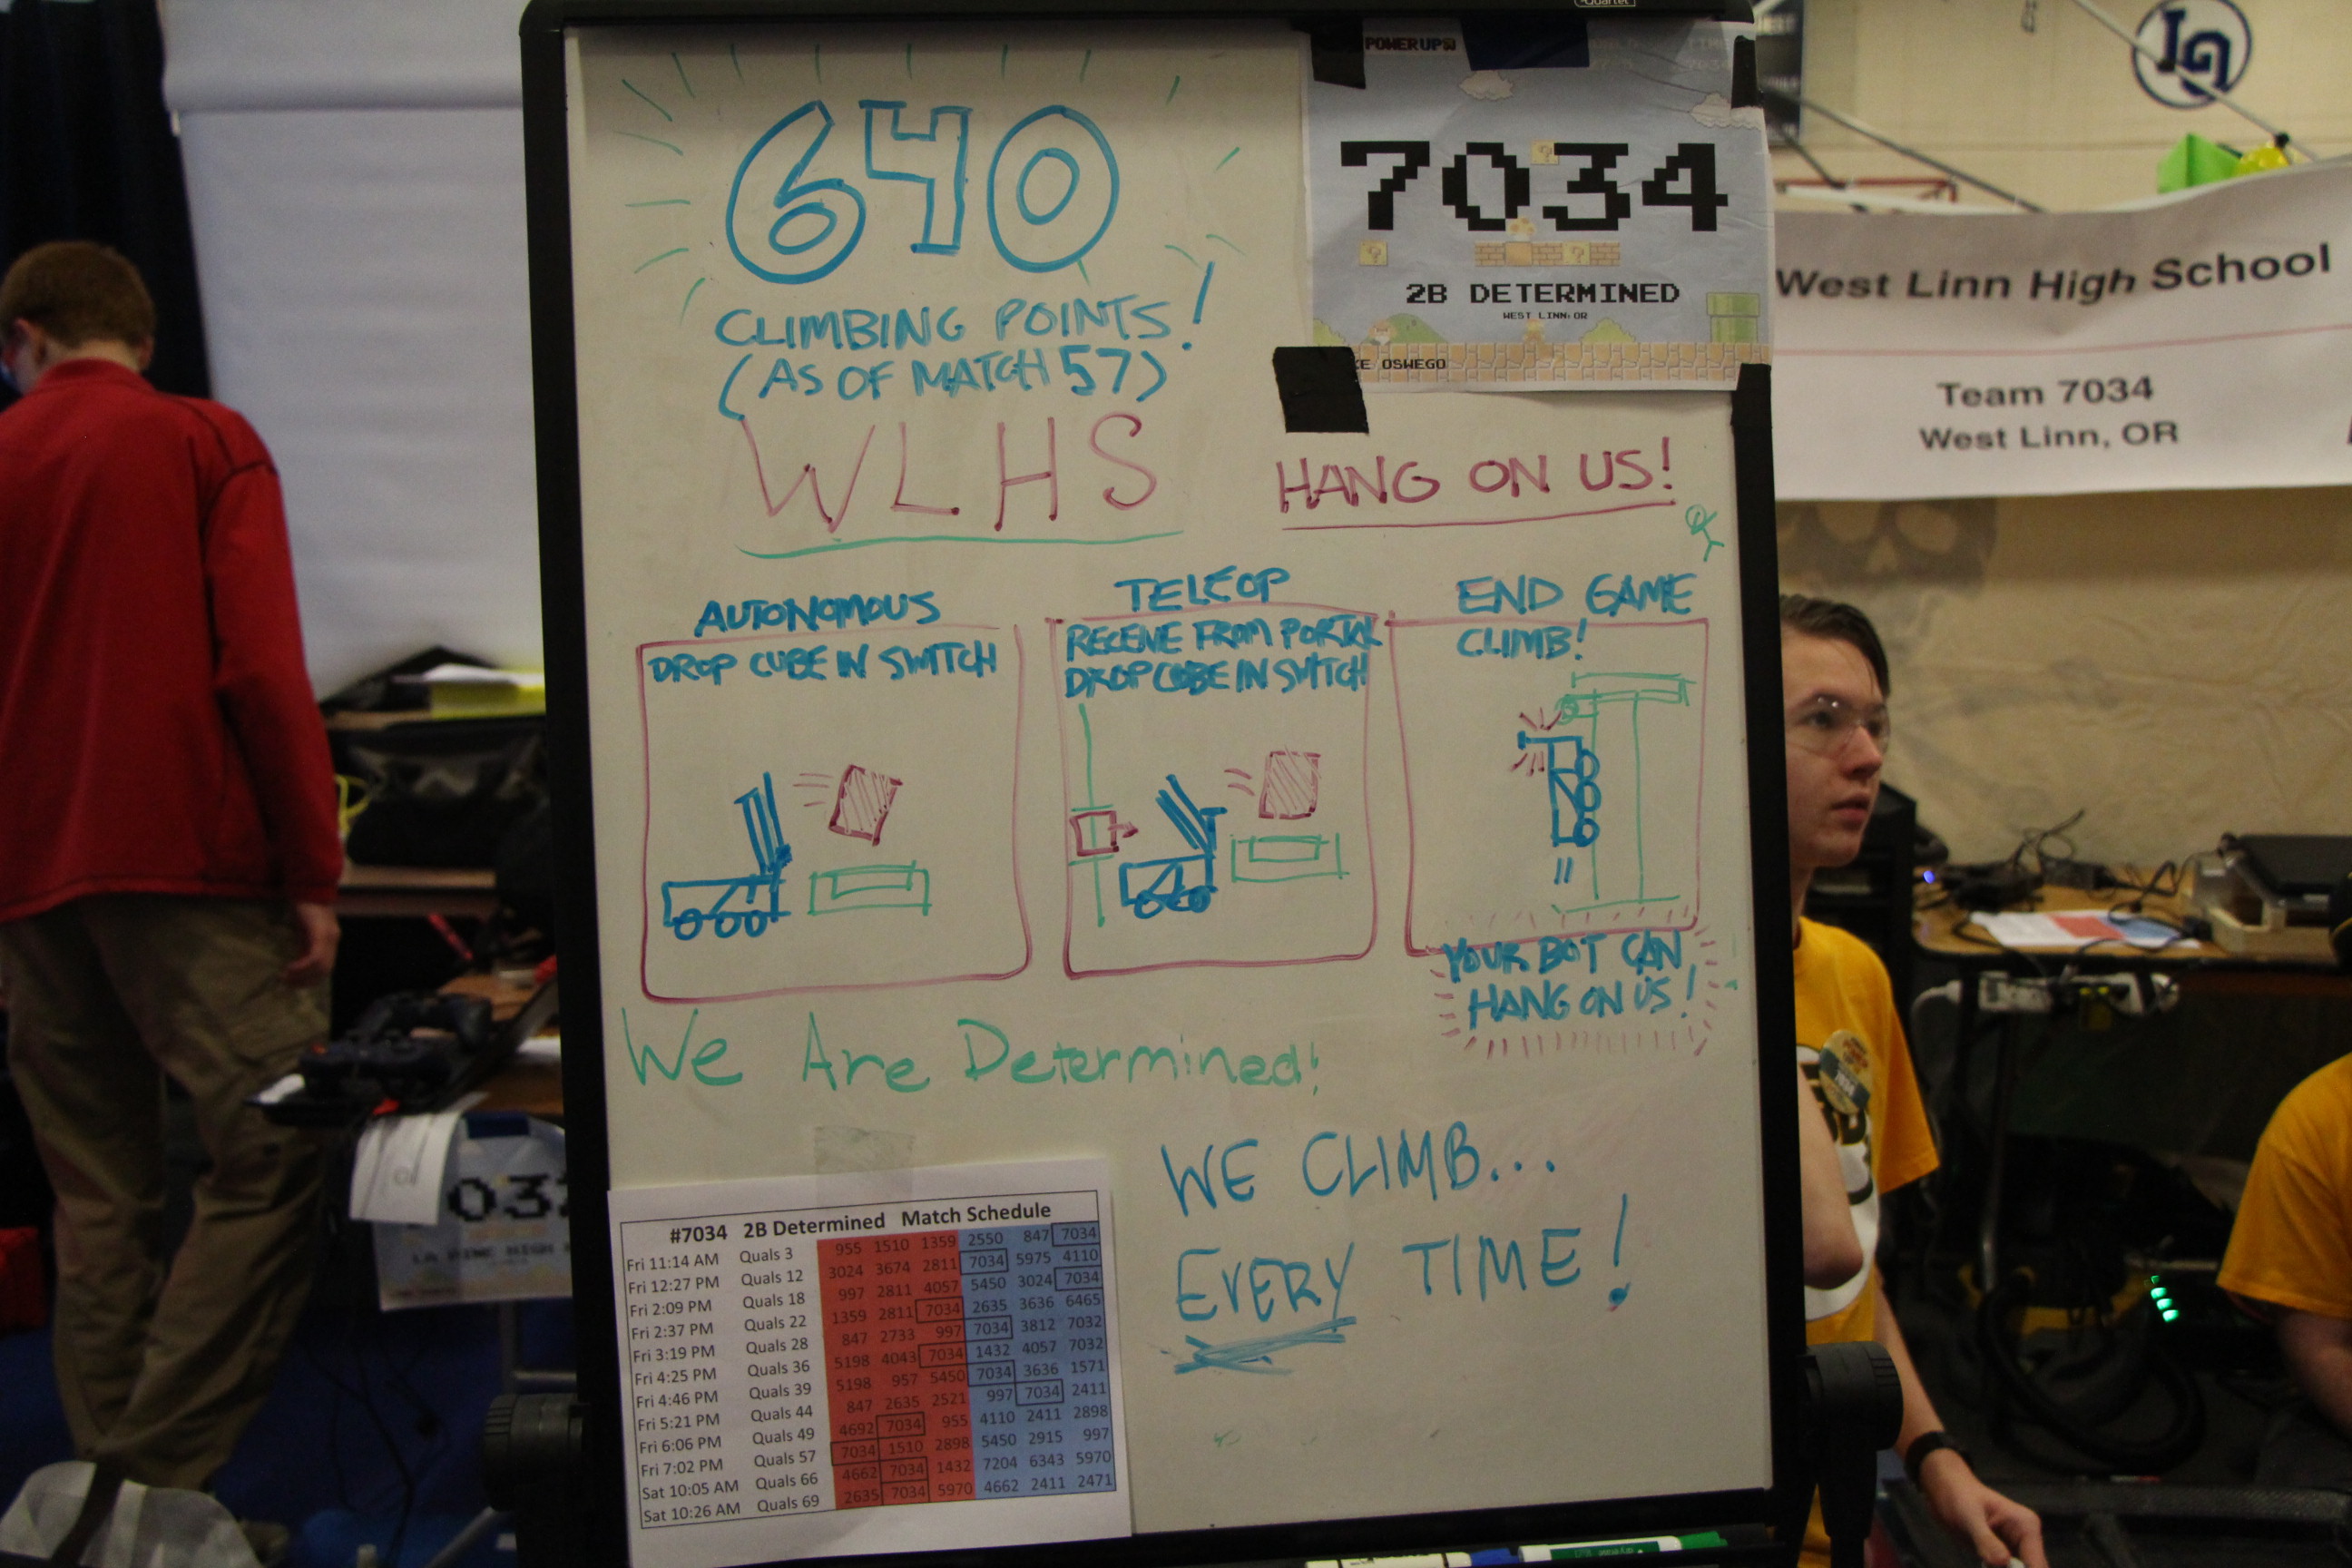 Quartet
640
CLIMBING POINTS!
(AS OF MATCH 57)
WLHS
POWER UP
7034
2B DETERMINED
WEST LINN, OR
KE OSWEGO
LO
West Linn High School
Team 7034
West Linn, OR
HANG ON US!
AUTONOMOUS
DROP CUBE IN SWITCH
TELEOP
RECEIVE FROM PORTAL
DROP CUBE IN SWITCH
END GAME
CLIMB!
YOUR BOT CAN
HANG ON US!
We Are Determined!
WE CLIMB...
EVERY TIME!
#7034 2B Determined Match Schedule
Fri 11:14 AM Quals 3 955 1510 1359 2550 847 7034
Fri 12:27 PM Quals 12 3024 3674 2811 7034 5975 4110
Fri 2:09 PM Quals 18 997 2811 4057 5450 3024 7034
Fri 2:37 PM Quals 22 1359 2811 7034 2635 3636 6465
Fri 3:19 PM Quals 28 847 2733 997 7034 3812 7032
Fri 4:25 PM Quals 36 5198 4043 7034 1432 4057 7032
Fri 4:46 PM Quals 39 5198 957 5450 7034 3636 1571
Fri 5:21 PM Quals 44 847 2635 2521 997 7034 2411
Fri 6:06 PM Quals 49 4692 7034 955 4110 2411 2898
Fri 7:02 PM Quals 57 7034 1510 2898 5450 2915 997
Sat 10:05 AM Quals 66 4662 7034 1432 7204 6343 5970
Sat 10:26 AM Quals 69 2635 7034 5970 4662 2411 2471
703